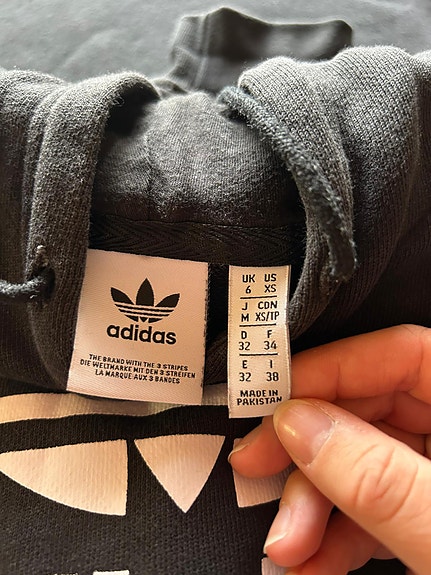 adidas
THE BRAND WITH THE 3 STRIPES
DIE WELTMARKE MIT DEN 3 STREIFEN
LA MARQUE AUX 3 BANDES
UK US
6 XS
J CDN
M XS/TP
D F
32 34
E I
32 38
MADE IN
PAKISTAN